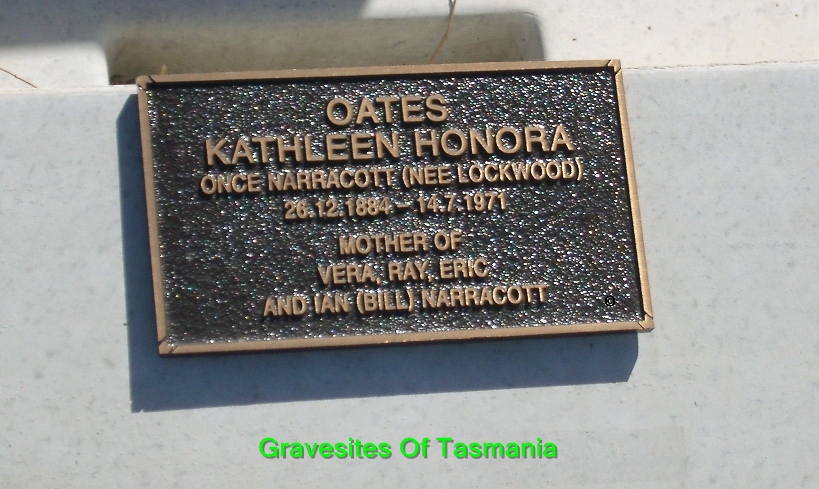 OATES
KATHLEEN HONORA
ONCE NARRACOTT (NEE LOCKWOOD)
26.12.1884 – 14.7.1971
MOTHER OF
VERA, RAY, ERIC
AND IAN (BILL) NARRACOTT
Gravesites Of Tasmania